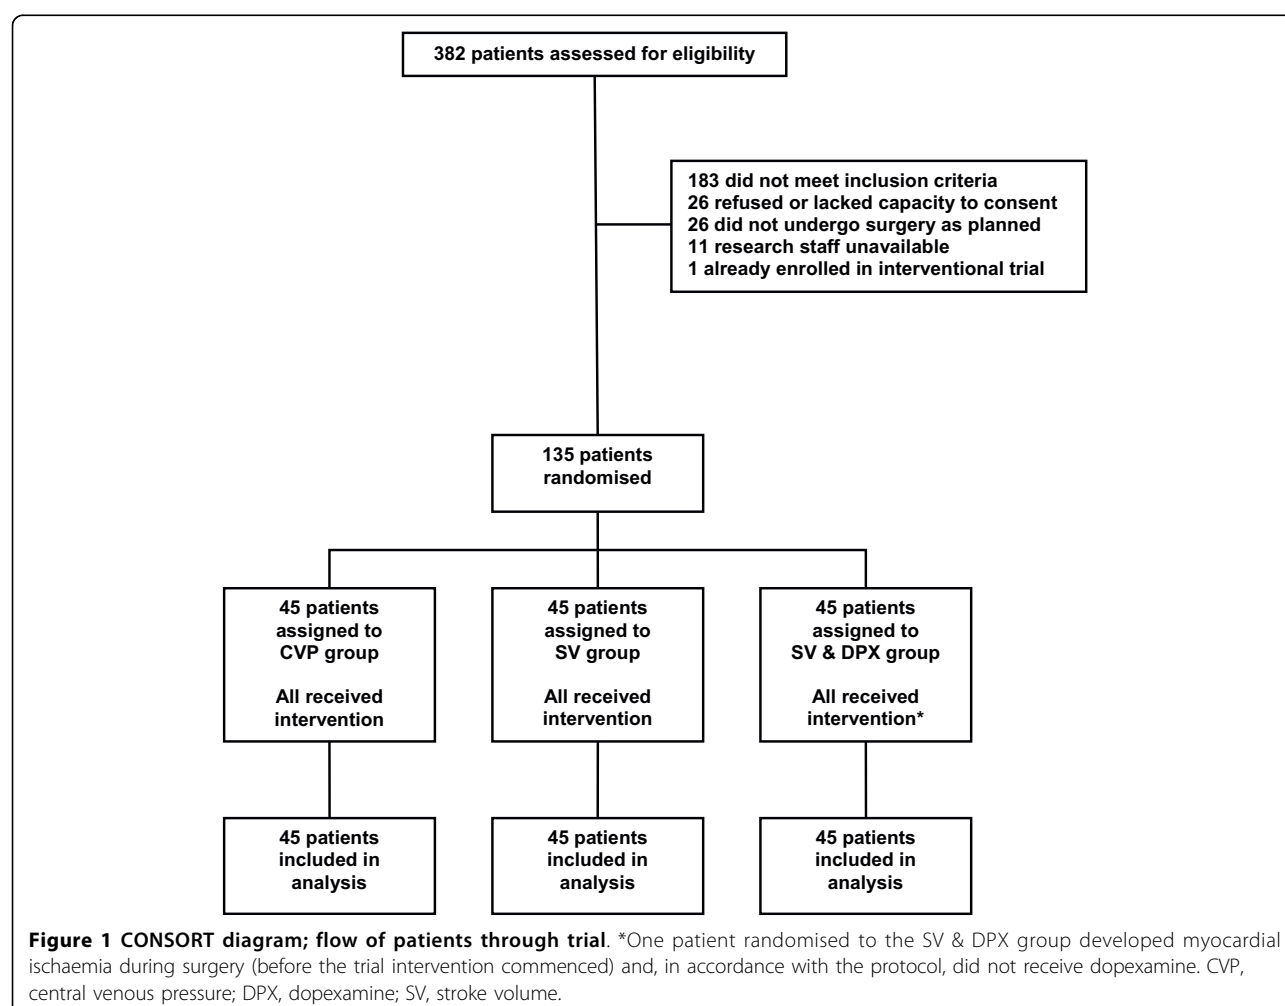 382 patients assessed for eligibility
183 did not meet inclusion criteria
26 refused or lacked capacity to consent
26 did not undergo surgery as planned
11 research staff unavailable
1 already enrolled in interventional trial
135 patients
randomised
45 patients
assigned to
CVP group
All received
intervention
45 patients
assigned to
SV group
All received
intervention
45 patients
assigned to
SV & DPX group
All received
intervention*
45 patients
included in
analysis
45 patients
included in
analysis
45 patients
included in
analysis
Figure 1 CONSORT diagram; flow of patients through trial. *One patient randomised to the SV & DPX group developed myocardial
ischaemia during surgery (before the trial intervention commenced) and, in accordance with the protocol, did not receive dopexamine. CVP,
central venous pressure; DPX, dopexamine; SV, stroke volume.